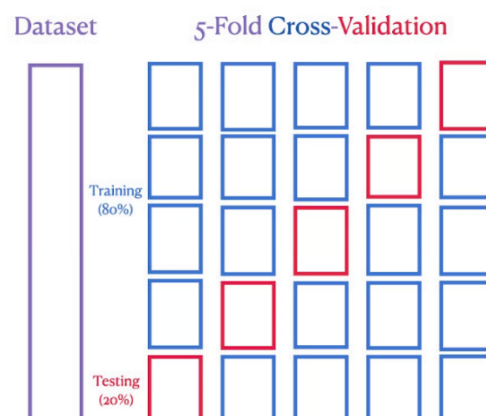 Dataset
5-Fold Cross-Validation
Training
(80%)
Testing
(20%)